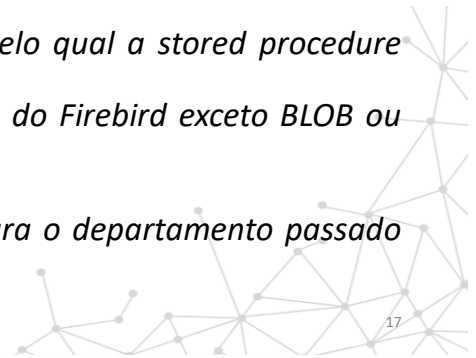 elo qual a stored procedure
do Firebird exceto BLOB ou
ra o departamento passado
17